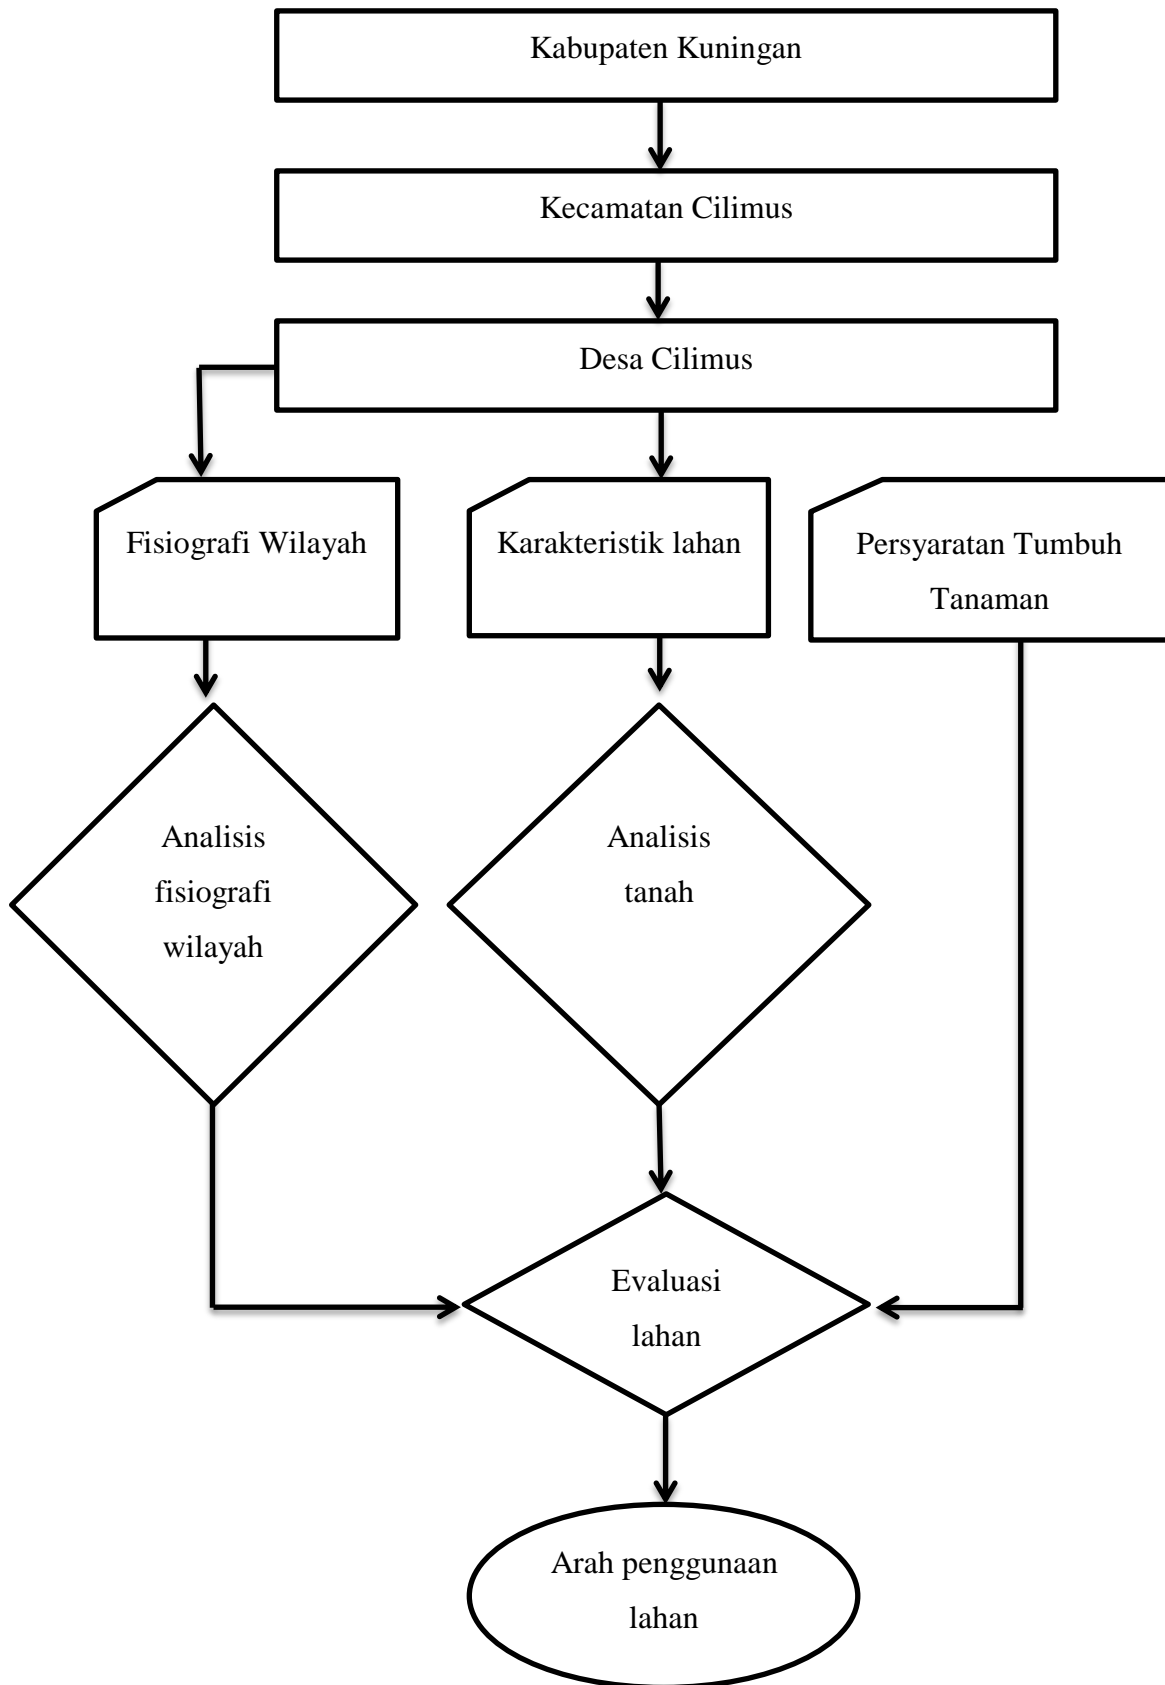 Kabupaten Kuningan
Kecamatan Cilimus
Desa Cilimus
Fisiografi Wilayah
Karakteristik lahan
Persyaratan Tumbuh
Tanaman
Analisis
fisiografi
wilayah
Analisis
tanah
Evaluasi
lahan
Arah penggunaan
lahan